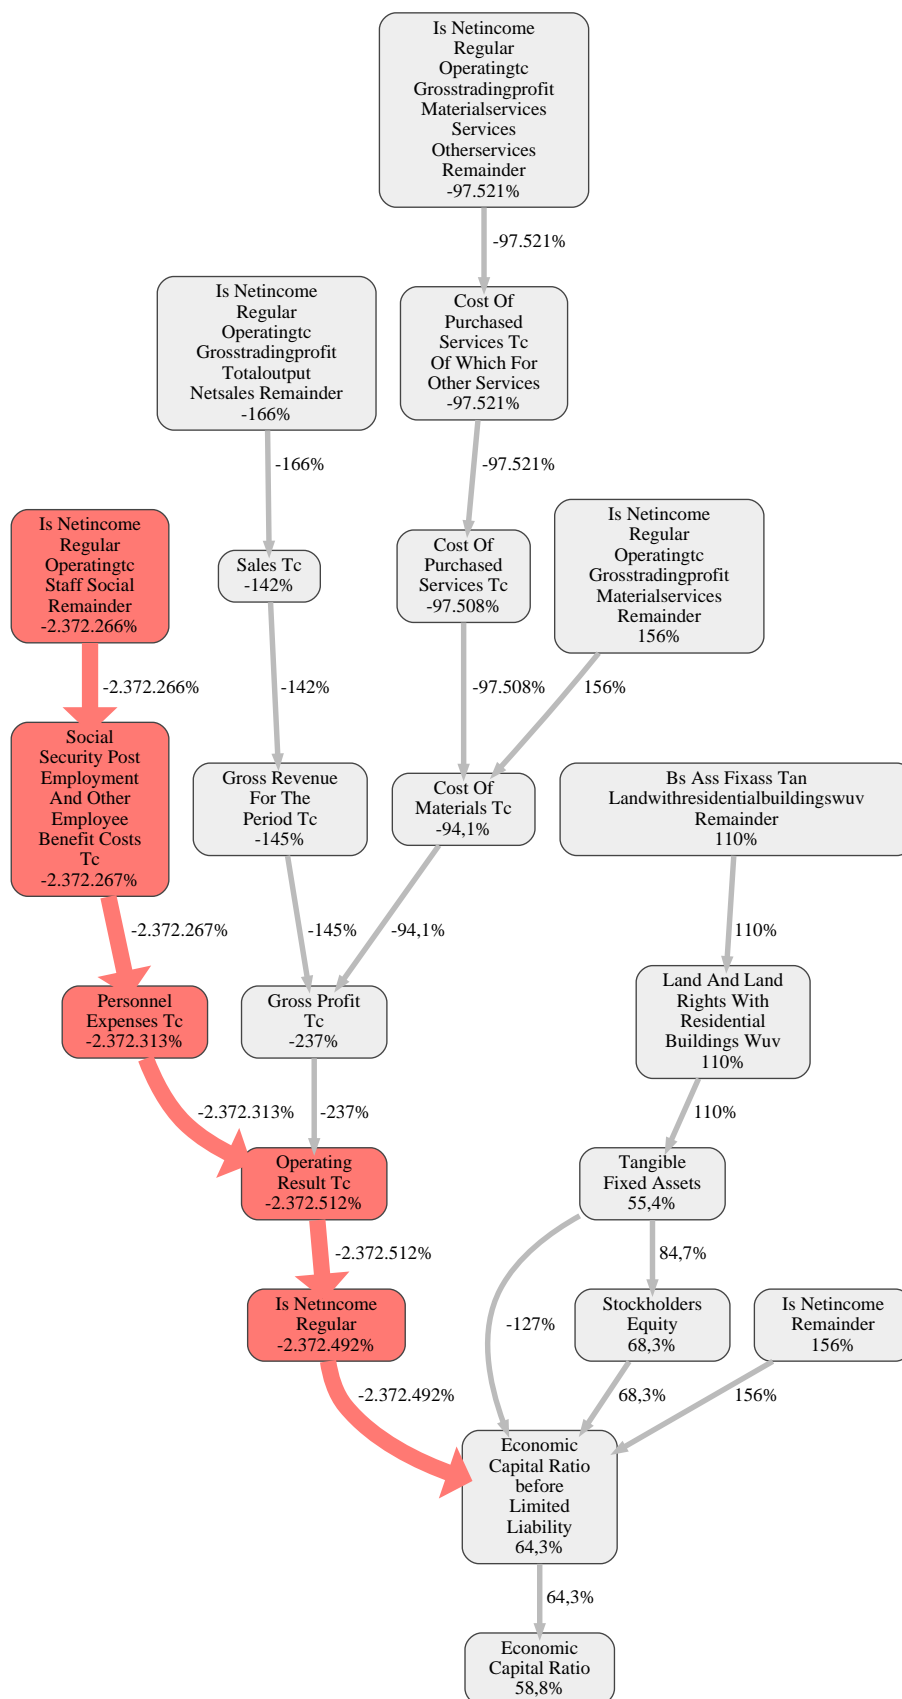 Is Netincome
Regular
Operatingtc
Grosstradingprofit
Materialservices
Services
Otherservices
Remainder
-97.521%
-97.521%
Is Netincome
Regular
Operatingtc
Grosstradingprofit
Totaloutput
Netsales Remainder
-166%
Cost Of
Purchased
Services Tc
Of Which For
Other Services
-97.521%
-166%
-97.521%
Is Netincome
Regular
Operatingtc
Staff Social
Remainder
-2.372.266%
Sales Tc
-142%
Cost Of
Purchased
Services Tc
-97.508%
Is Netincome
Regular
Operatingtc
Grosstradingprofit
Materialservices
Remainder
156%
-2.372.266%
-142%
-97.508%
156%
Social
Security Post
Employment
And Other
Employee
Benefit Costs
Tc
-2.372.267%
Gross Revenue
For The
Period Tc
-145%
Cost Of
Materials Tc
-94,1%
Bs Ass Fixass Tan
Landwithresidentialbuildingswuv
Remainder
110%
-2.372.267%
-145%
-94,1%
110%
Personnel
Expenses Tc
-2.372.313%
Gross Profit
Tc
-237%
Land And Land
Rights With
Residential
Buildings Wuv
110%
-2.372.313%
-237%
110%
Operating
Result Tc
-2.372.512%
Tangible
Fixed Assets
55,4%
-2.372.512%
84,7%
Is Netincome
Regular
-2.372.492%
-127%
Stockholders
Equity
68,3%
Is Netincome
Remainder
156%
-2.372.492%
68,3%
156%
Economic
Capital Ratio
before
Limited
Liability
64,3%
64,3%
Economic
Capital Ratio
58,8%